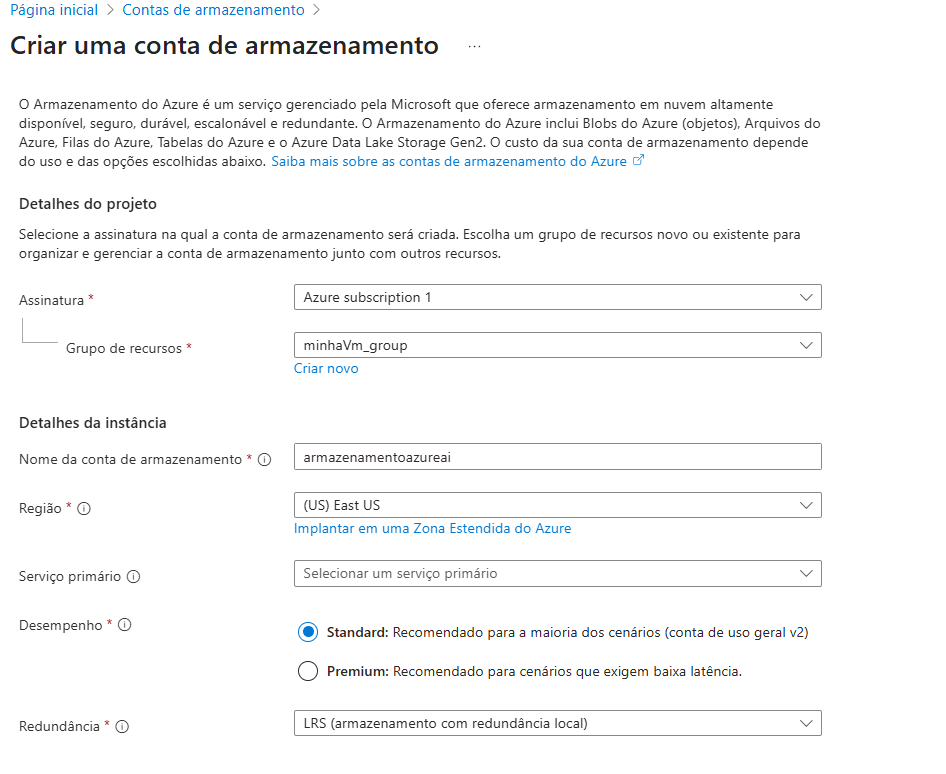 Página inicial > Contas de armazenamento >
Criar uma conta de armazenamento ...
O Armazenamento do Azure é um serviço gerenciado pela Microsoft que oferece armazenamento em nuvem altamente
disponível, seguro, durável, escalonável e redundante. O Armazenamento do Azure inclui Blobs do Azure (objetos), Arquivos do
Azure, Filas do Azure, Tabelas do Azure e o Azure Data Lake Storage Gen2. O custo da sua conta de armazenamento depende
do uso e das opções escolhidas abaixo. Saiba mais sobre as contas de armazenamento do Azure
Detalhes do projeto
Selecione a assinatura na qual a conta de armazenamento será criada. Escolha um grupo de recursos novo ou existente para
organizar e gerenciar a conta de armazenamento junto com outros recursos.
Assinatura * Azure subscription 1
Grupo de recursos * minhaVm_group
Criar novo
Detalhes da instância
Nome da conta de armazenamento * armazenamentoazureai
Região * (US) East US
Implantar em uma Zona Estendida do Azure
Serviço primário Selecionar um serviço primário
Desempenho * Standard: Recomendado para a maioria dos cenários (conta de uso geral v2)
Premium: Recomendado para cenários que exigem baixa latência.
Redundância * LRS (armazenamento com redundância local)